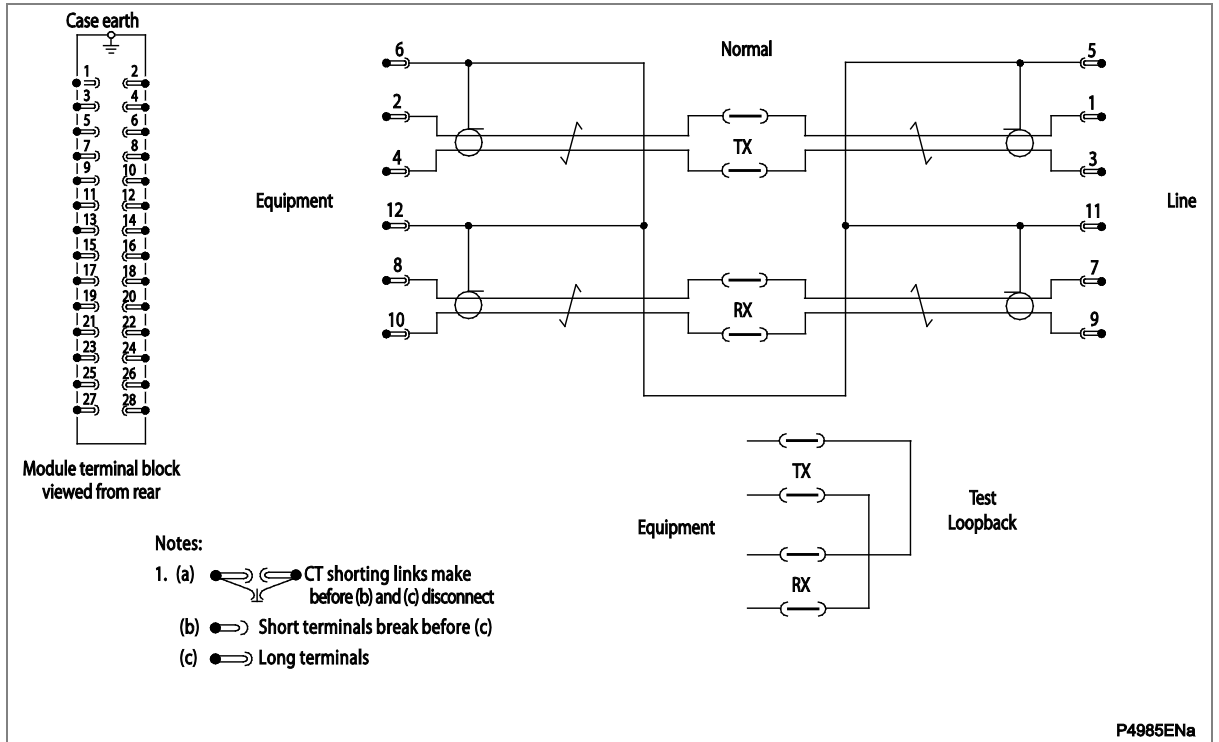 Case earth
1 2
3 4
5 6
7 8
9 10
11 12
13 14
15 16
17 18
19 20
21 22
23 24
25 26
27 28
Module terminal block
viewed from rear
Normal
6 5
2 1
TX
4 3
Equipment Line
12 11
8 7
RX
10 9
TX
Equipment
RX
Test
Loopback
Notes:
1. (a) CT shorting links make
before (b) and (c) disconnect
(b) Short terminals break before (c)
(c) Long terminals
P4985ENa